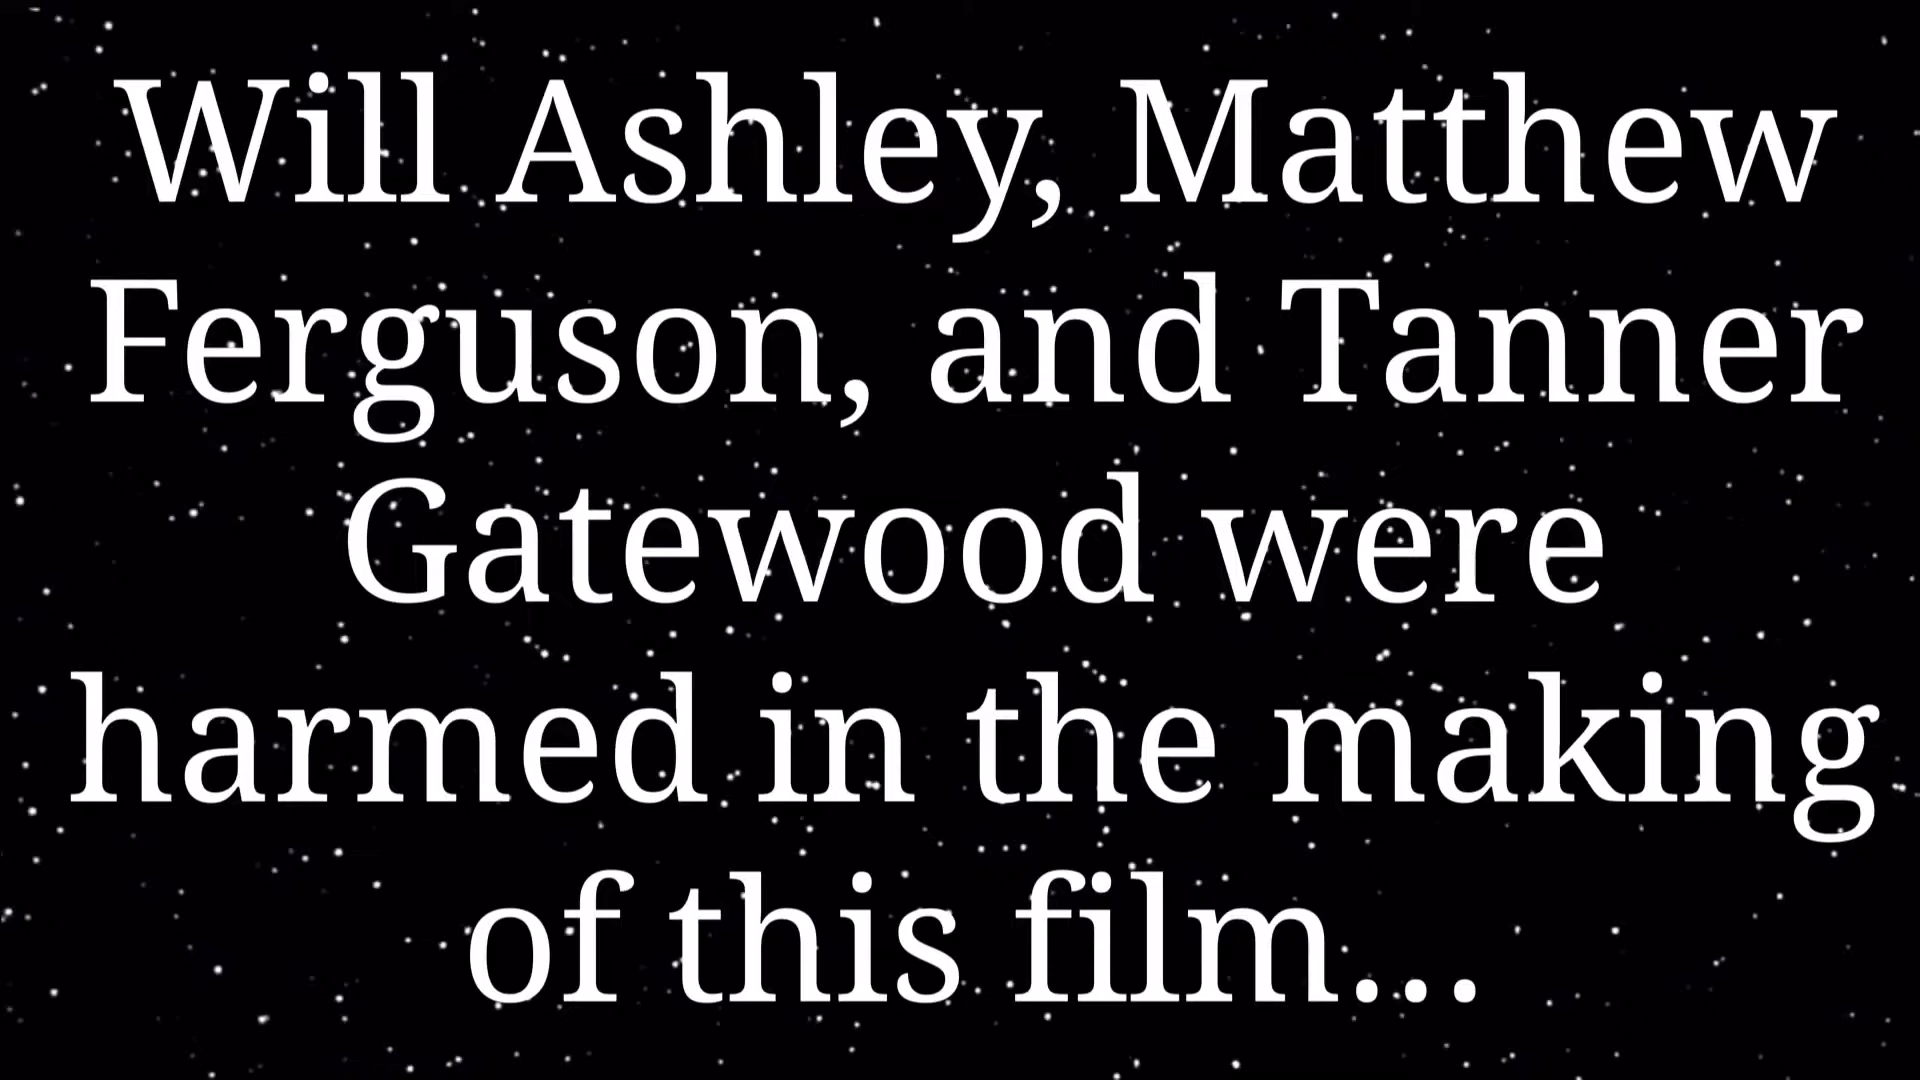 Will Ashley, Matthew
Ferguson, and Tanner
Gatewood were
harmed in the making
of this film...